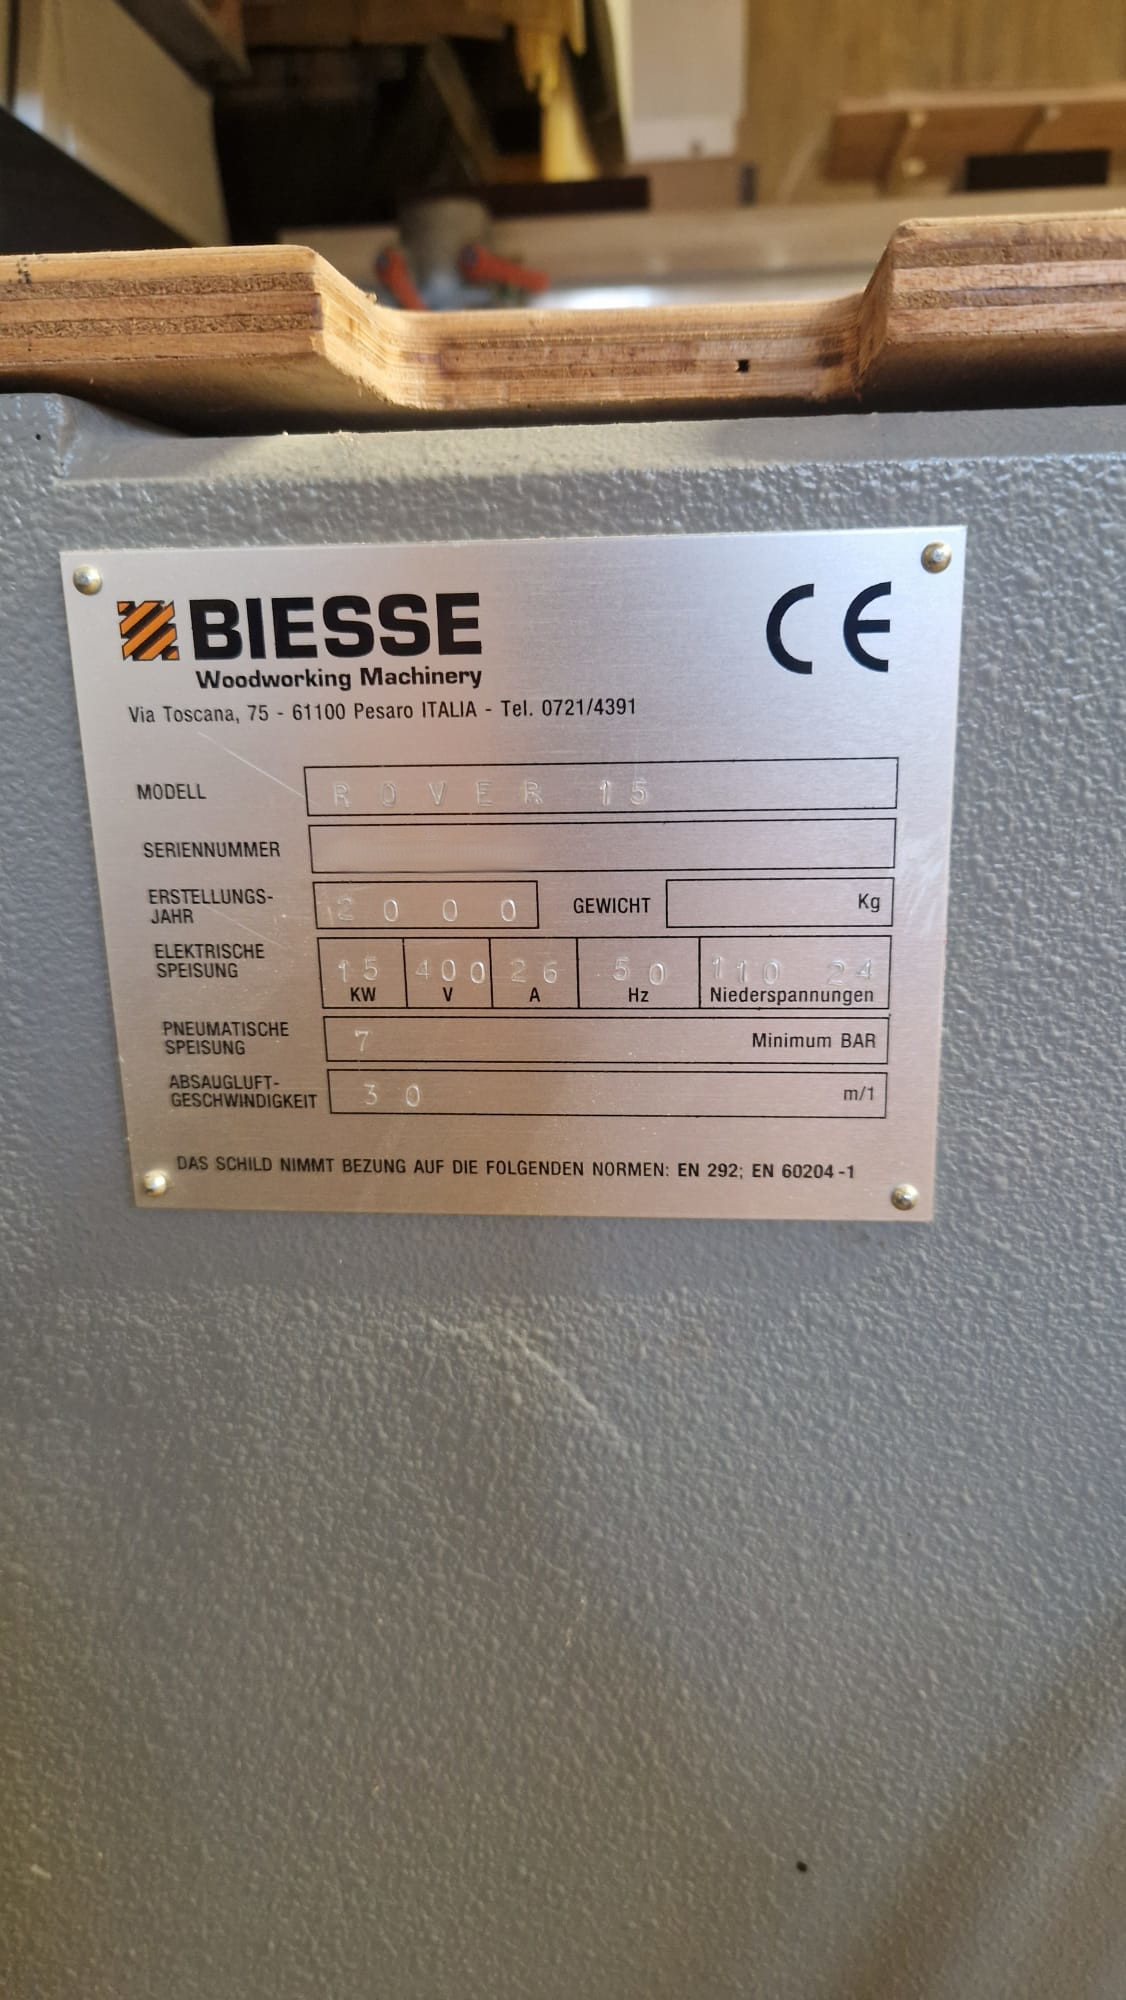 BIESSE
Woodworking Machinery
CE
Via Toscana, 75 - 61100 Pesaro ITALIA - Tel. 0721/4391
MODELL ROVER 15
SERIENNUMMER
ERSTELLUNGS-
JAHR 2000 GEWICHT Kg
ELEKTRISCHE
SPEISUNG 15 400 26 50 110 24
KW V A Hz Niederspannungen
PNEUMATISCHE
SPEISUNG 7 Minimum BAR
ABSAUGLUFT-
GESCHWINDIGKEIT 30 m/1
DAS SCHILD NIMMT BEZUNG AUF DIE FOLGENDEN NORMEN: EN 292; EN 60204-1